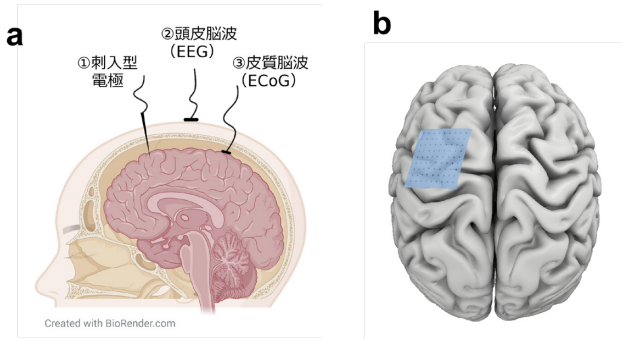 a
②頭皮脳波
(EEG)
①刺入型
電極
③皮質脳波
(ECoG)
Created with BioRender.com
b